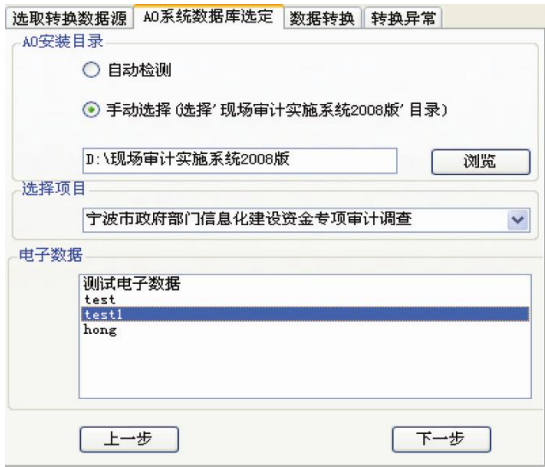 选取转换数据源 AO系统数据库选定 数据转换 转换异常
AO安装目录
自动检测
手动选择(选择'现场审计实施系统2008版'目录)
D:\现场审计实施系统2008版 浏览
选择项目
宁波市政府部门信息化建设资金专项审计调查
电子数据
测试电子数据
test
test1
hong
上一步 下一步